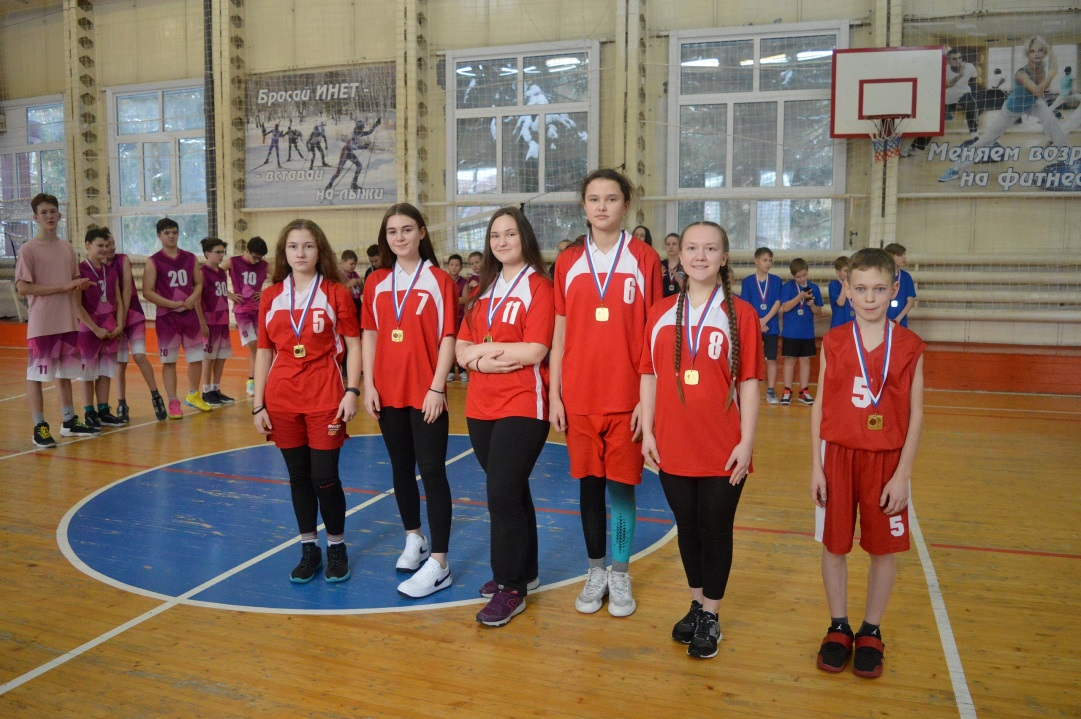 Бросай ИНЕТ -
- вставай
на лыжи
Меняем возр
на фитнес
20
30
10
11
5
7
11
6
8
5
5